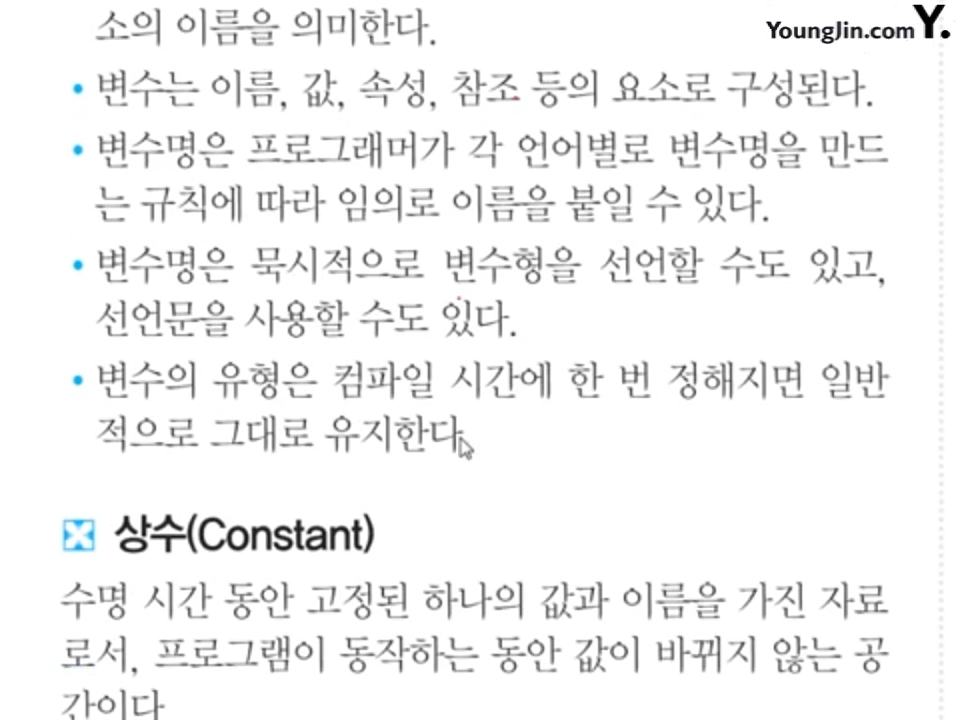 YoungJin.com Y.
소의 이름을 의미한다.
• 변수는 이름, 값, 속성, 참조 등의 요소로 구성된다.
• 변수명은 프로그래머가 각 언어별로 변수명을 만드
는 규칙에 따라 임의로 이름을 붙일 수 있다.
• 변수명은 묵시적으로 변수형을 선언할 수도 있고,
선언문을 사용할 수도 있다.
• 변수의 유형은 컴파일 시간에 한 번 정해지면 일반
적으로 그대로 유지한다.
상수(Constant)
수명 시간 동안 고정된 하나의 값과 이름을 가진 자료
로서, 프로그램이 동작하는 동안 값이 바뀌지 않는 공
간이다